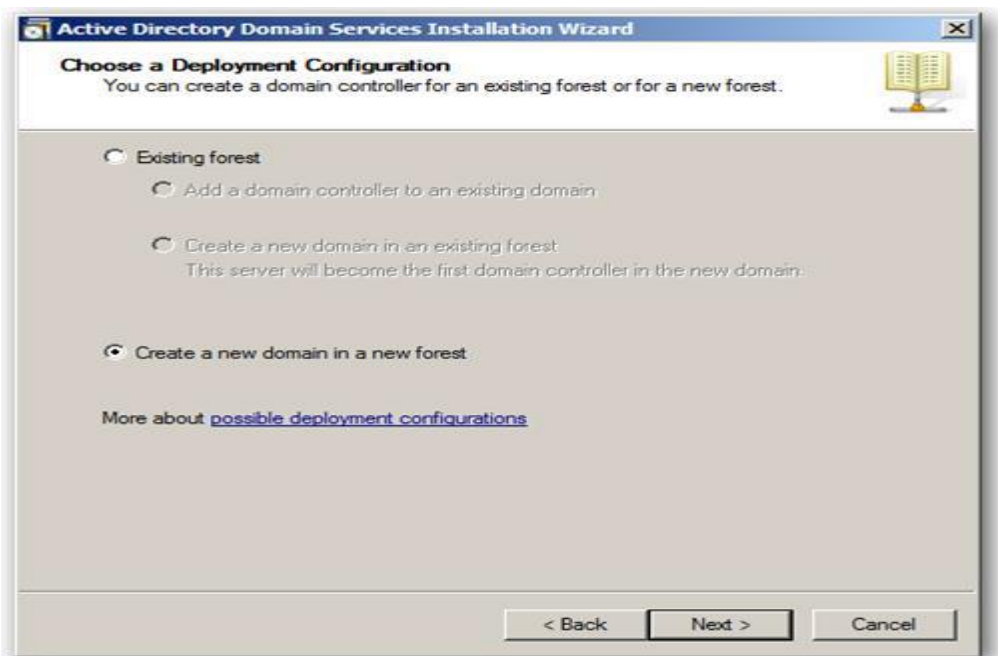 Active Directory Domain Services Installation Wizard
Choose a Deployment Configuration
You can create a domain controller for an existing forest or for a new forest.
Existing forest
Add a domain controller to an existing domain
Create a new domain in an existing forest
This server will become the first domain controller in the new domain.
Create a new domain in a new forest
More about possible deployment configurations
< Back
Next >
Cancel